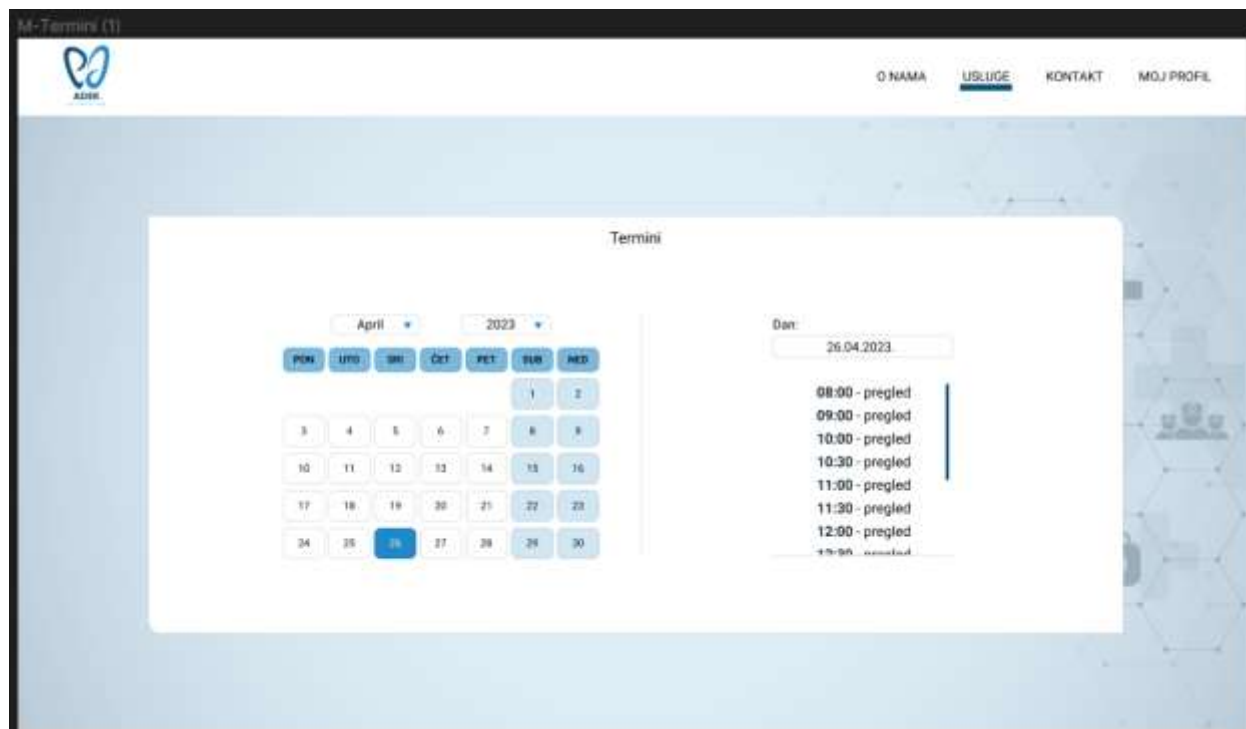 M-Termini (1)
ADEK
O NAMA USLUGE KONTAKT MOJ PROFIL
Termini
April 2023
PON UTO SRI ČET PET SUB NED
1 2
3 4 5 6 7 8 9
10 11 12 13 14 15 16
17 18 19 20 21 22 23
24 25 26 27 28 29 30
Dan:
26.04.2023.
08:00 - pregled
09:00 - pregled
10:00 - pregled
10:30 - pregled
11:00 - pregled
11:30 - pregled
12:00 - pregled
12:30 - pregled